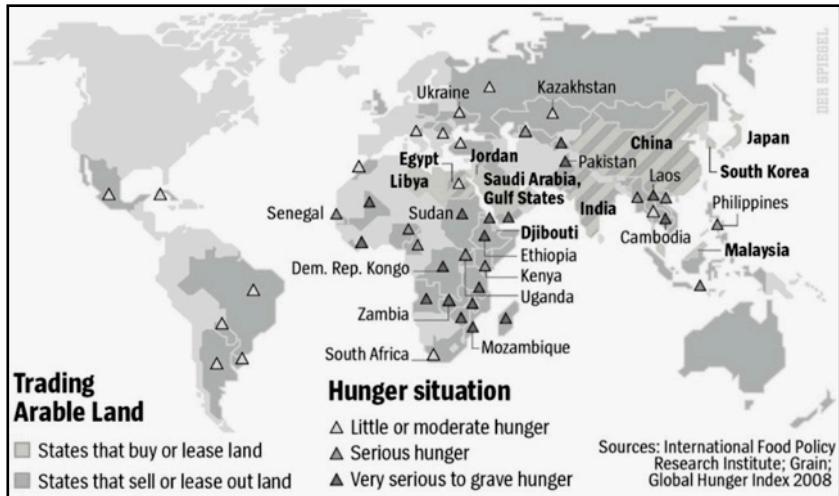 DER SPIEGEL
Ukraine
Kazakhstan
China
Japan
South Korea
Egypt
Jordan
Pakistan
Libya
Saudi Arabia,
Gulf States
Laos
India
Philippines
Senegal
Sudan
Djibouti
Ethiopia
Cambodia
Malaysia
Dem. Rep. Kongo
Kenya
Uganda
Zambia
Mozambique
South Africa
Trading
Arable Land
States that buy or lease land
States that sell or lease out land
Hunger situation
Little or moderate hunger
Serious hunger
Very serious to grave hunger
Sources: International Food Policy
Research Institute; Grain;
Global Hunger Index 2008